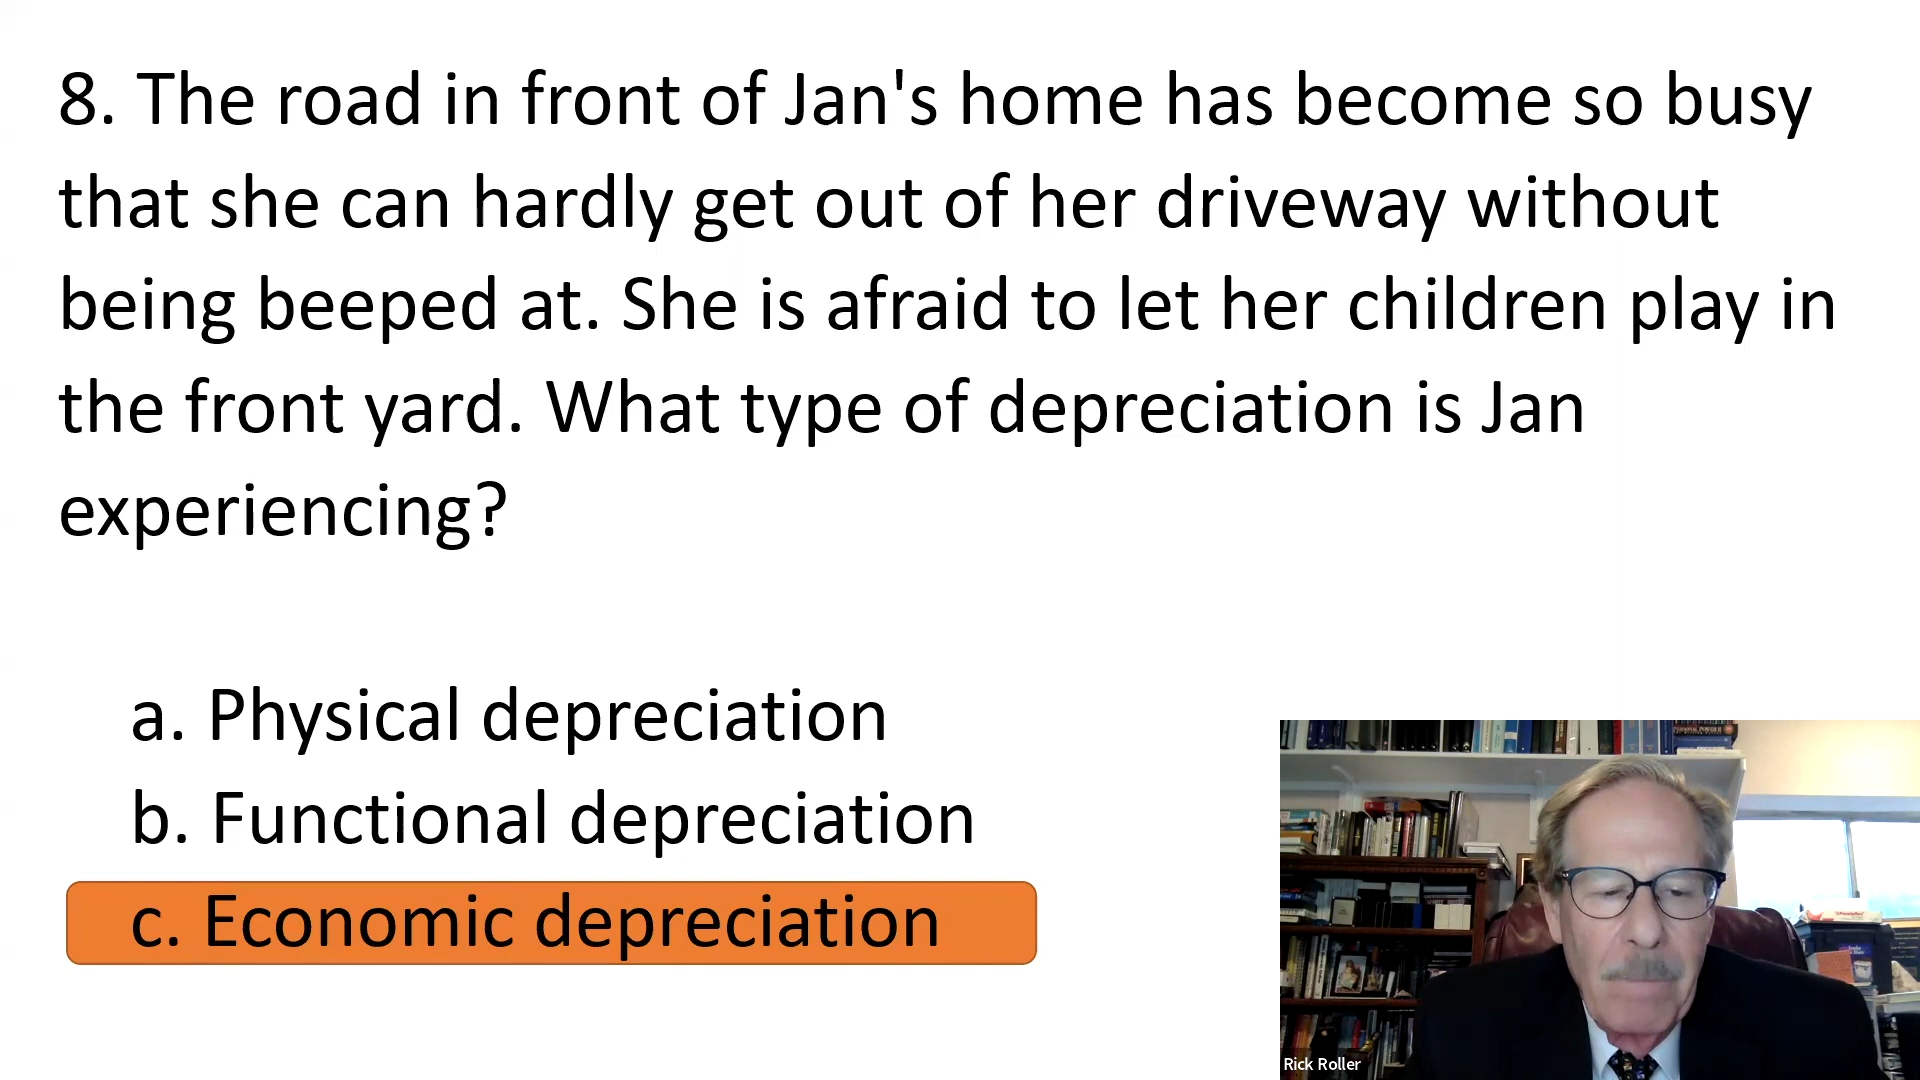 8. The road in front of Jan's home has become so busy
that she can hardly get out of her driveway without
being beeped at. She is afraid to let her children play in
the front yard. What type of depreciation is Jan
experiencing?
a. Physical depreciation
b. Functional depreciation
c. Economic depreciation
Rick Roller